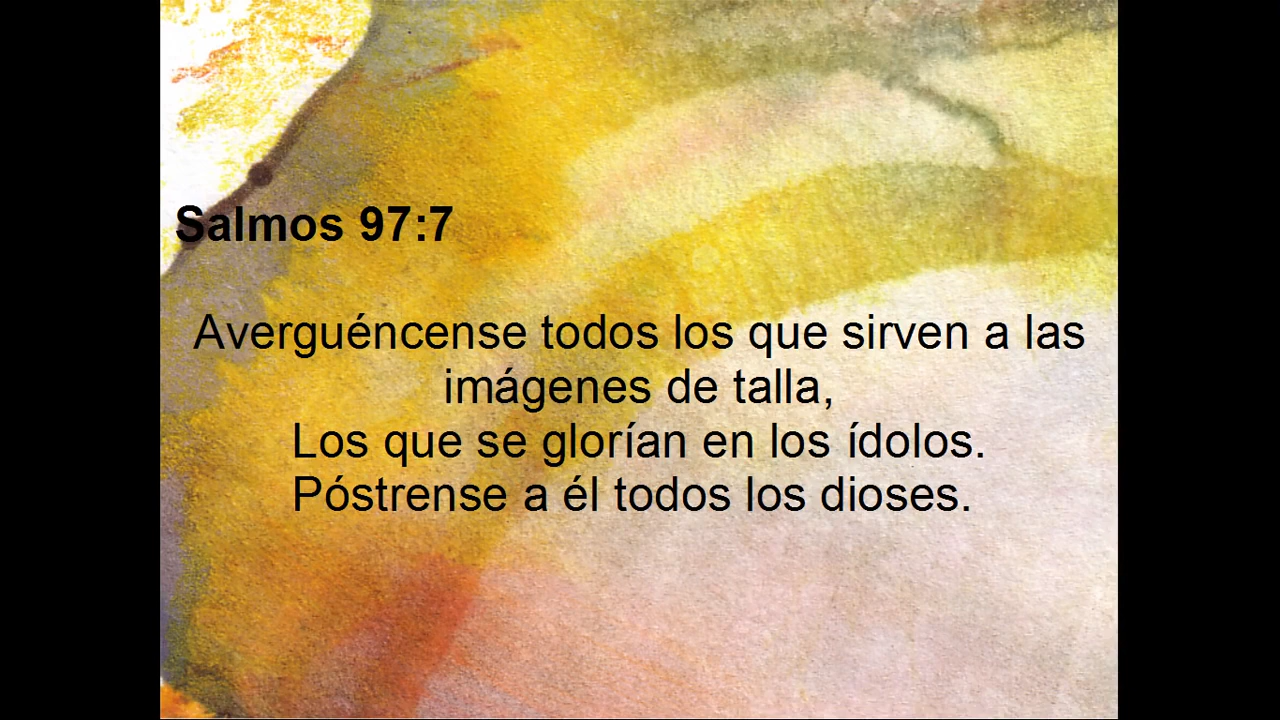 Salmos 97:7
Averguéncense todos los que sirven a las
imágenes de talla,
Los que se glorían en los ídolos.
Póstrense a él todos los dioses.